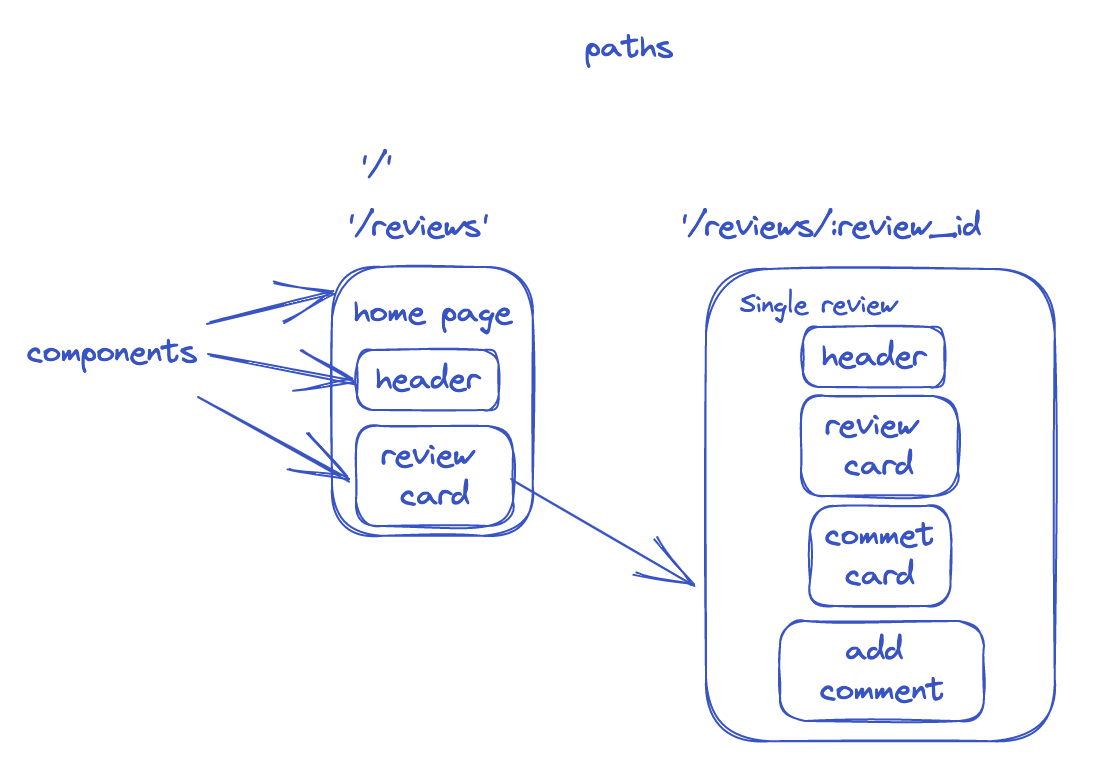 paths
'/'
'/reviews'
'/reviews/:review_id
components
home page
header
review
card
Single review
header
review
card
commet
card
add
comment